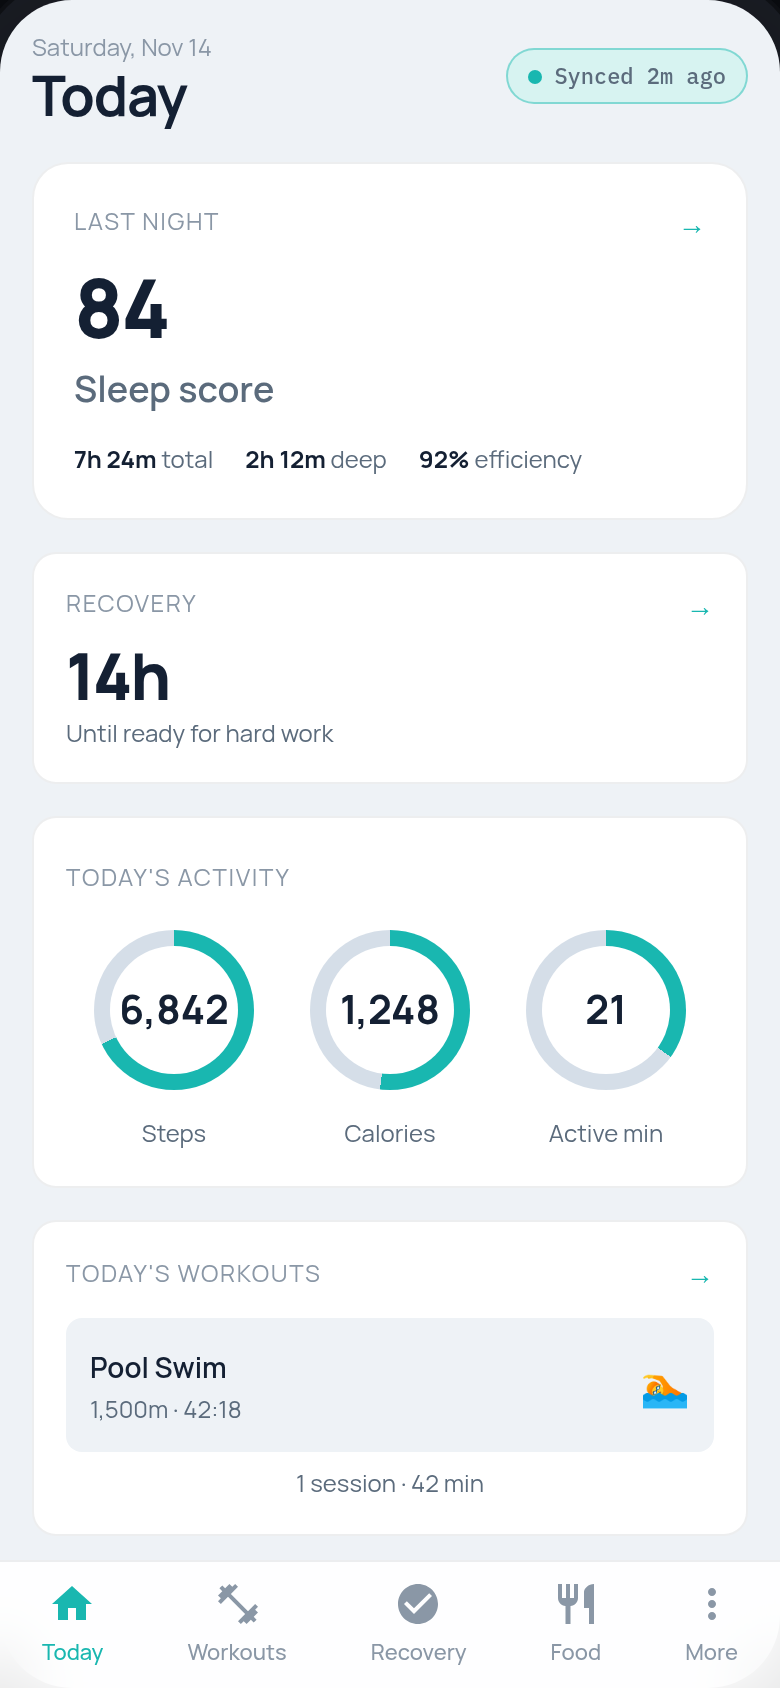 Saturday, Nov 14
Today
Synced 2m ago
LAST NIGHT
→
84
Sleep score
7h 24m total 2h 12m deep 92% efficiency
RECOVERY
→
14h
Until ready for hard work
TODAY'S ACTIVITY
6,842 1,248 21
Steps Calories Active min
TODAY'S WORKOUTS
→
Pool Swim
1,500m · 42:18
1 session · 42 min
Today Workouts Recovery Food More